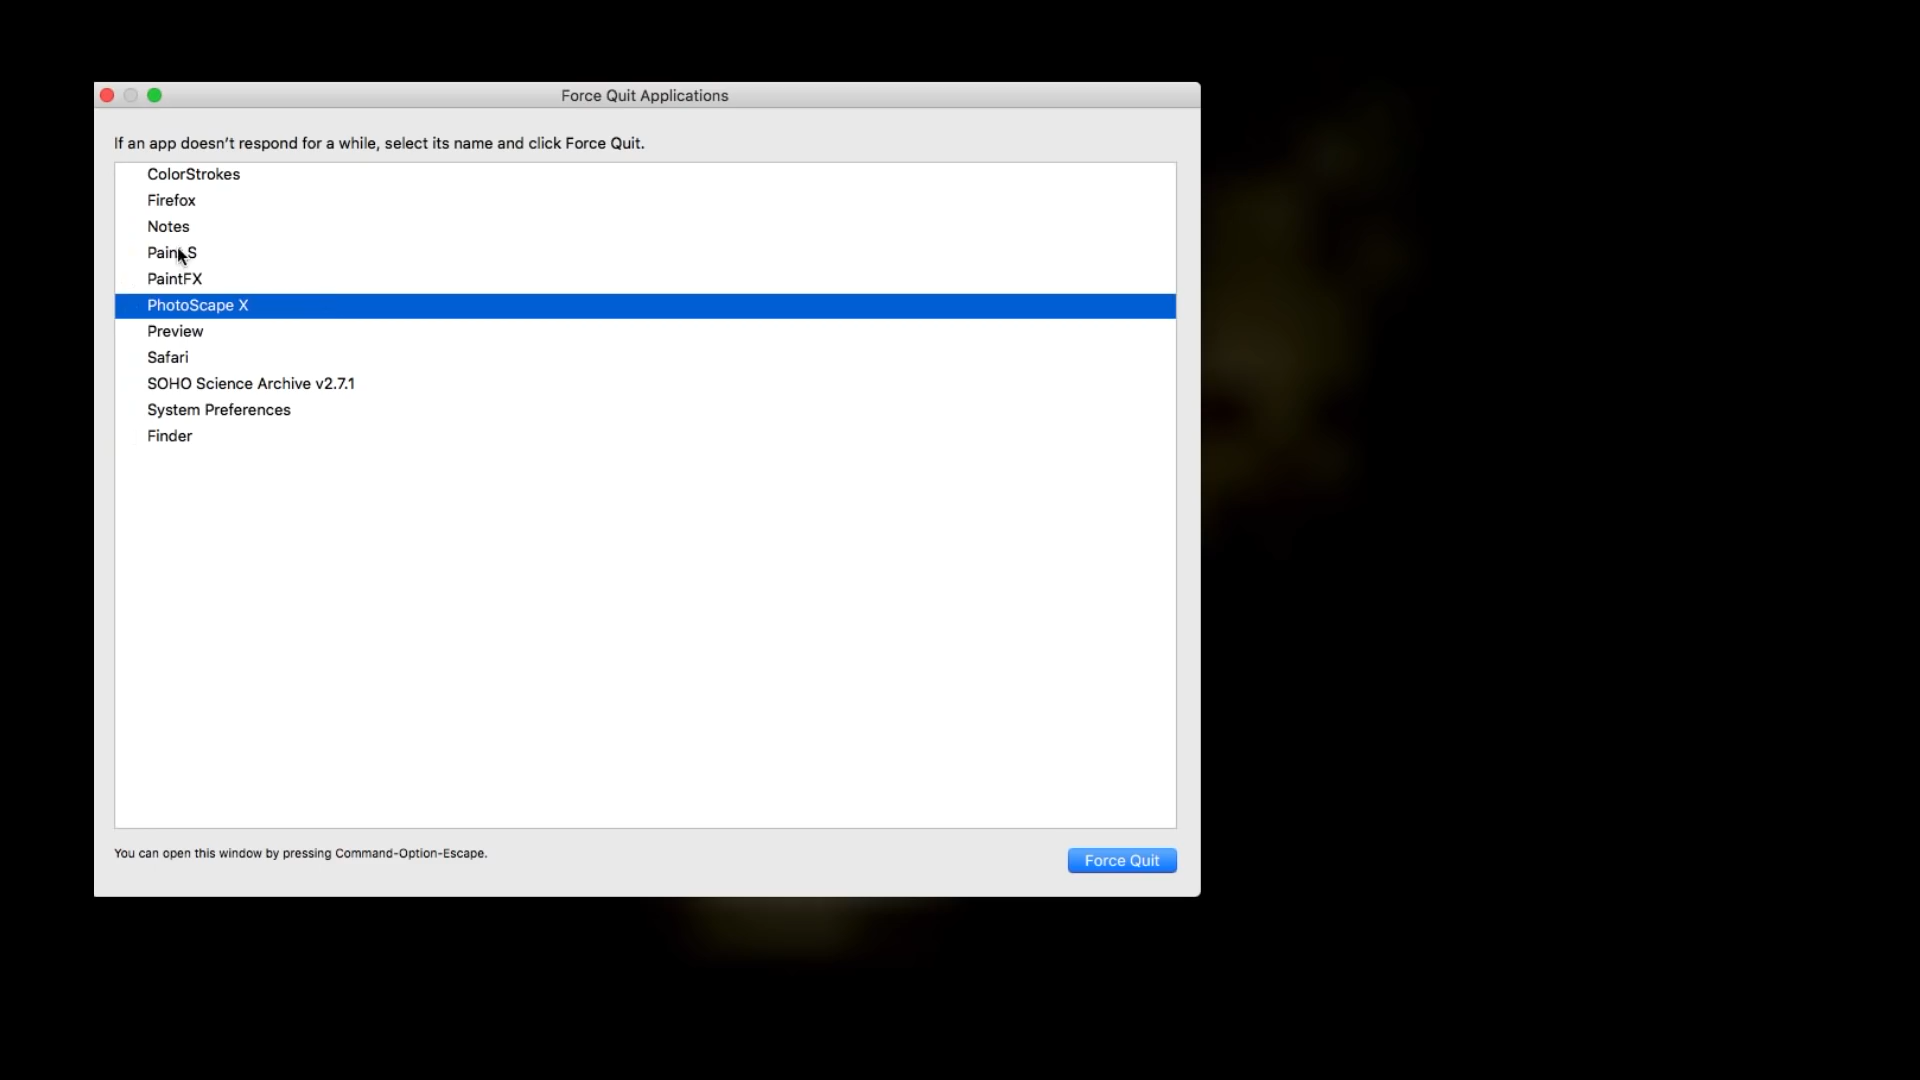 Force Quit Applications
If an app doesn’t respond for a while, select its name and click Force Quit.
ColorStrokes
Firefox
Notes
Paint S
PaintFX
PhotoScape X
Preview
Safari
SOHO Science Archive v2.7.1
System Preferences
Finder
You can open this window by pressing Command-Option-Escape.
Force Quit